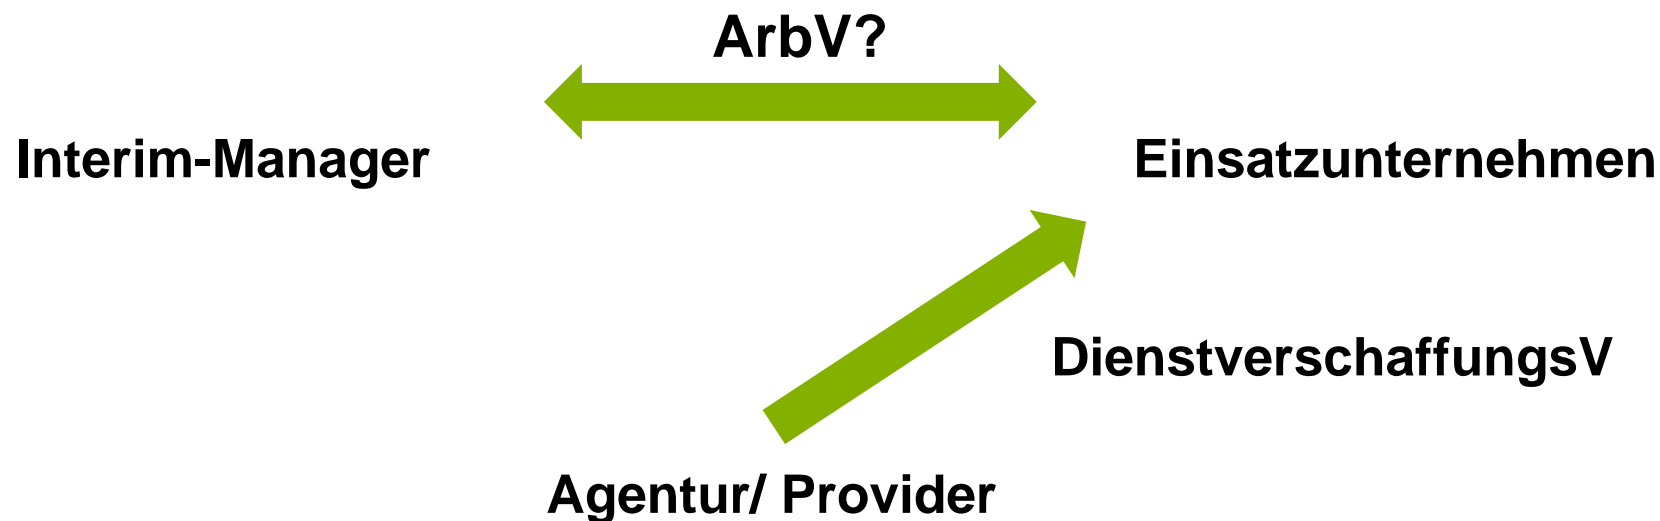 ArbV?
Interim-Manager
Einsatzunternehmen
DienstverschaffungsV
Agentur/ Provider